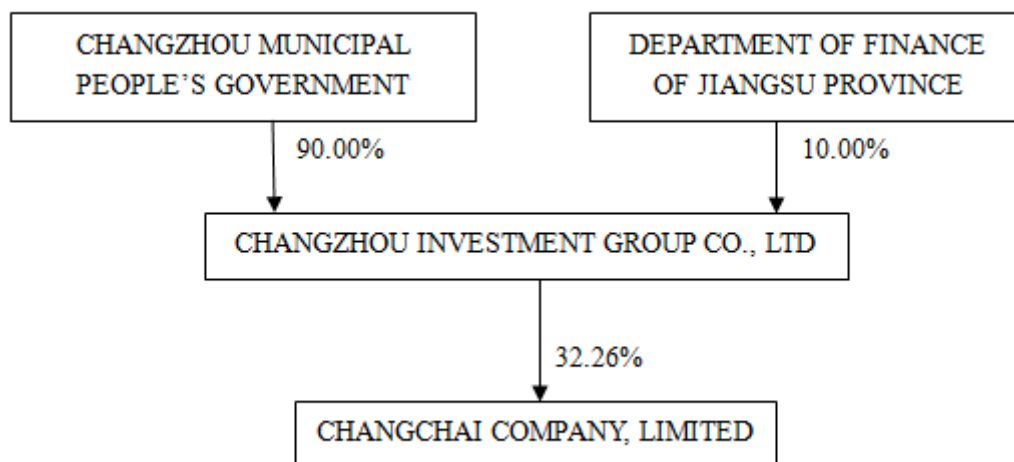 CHANGZHOU MUNICIPAL
PEOPLE’S GOVERNMENT
DEPARTMENT OF FINANCE
OF JIANGSU PROVINCE
90.00%
10.00%
CHANGZHOU INVESTMENT GROUP CO., LTD
32.26%
CHANGCHAI COMPANY, LIMITED